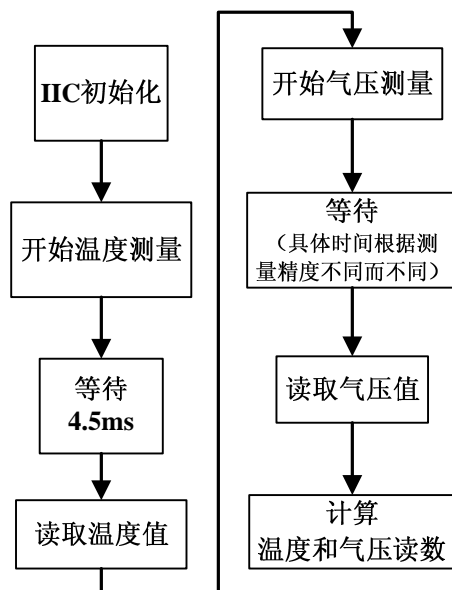 IIC初始化
开始温度测量
等待
4.5ms
读取温度值
开始气压测量
等待
（具体时间根据测
量精度不同而不同）
读取气压值
计算
温度和气压读数